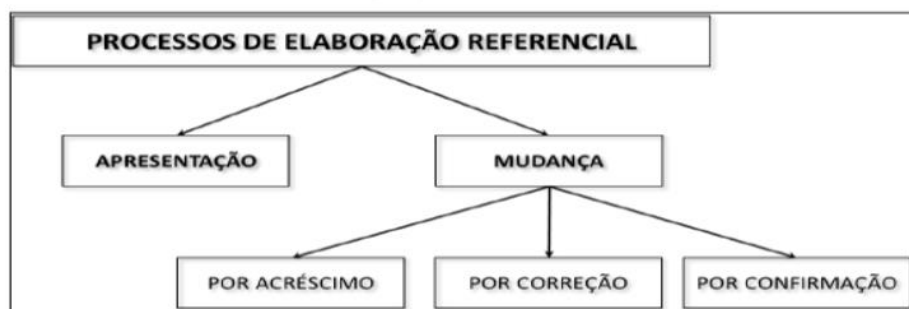 PROCESSOS DE ELABORAÇÃO REFERENCIAL
APRESENTAÇÃO
MUDANÇA
POR ACRÉSCIMO
POR CORREÇÃO
POR CONFIRMAÇÃO